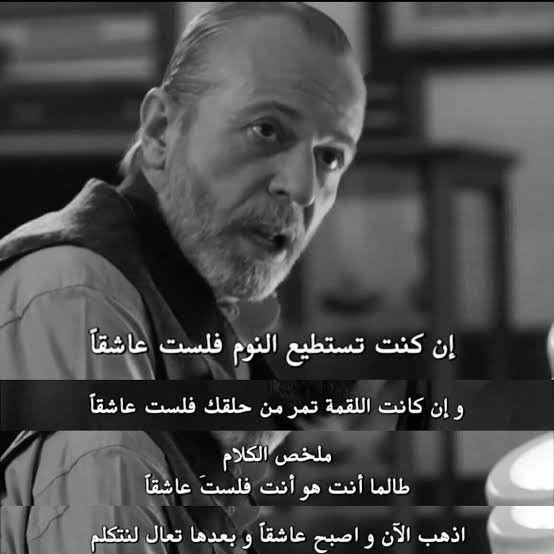 إن كنت تستطيع النوم فلست عاشقاً
و إن كانت اللقمة تمر من حلقك فلست عاشقاً
ملخص الكلام
طالما أنت هو أنت فلستَ عاشقاً
اذهب الآن و اصبح عاشقاً و بعدها تعال لنتكلم